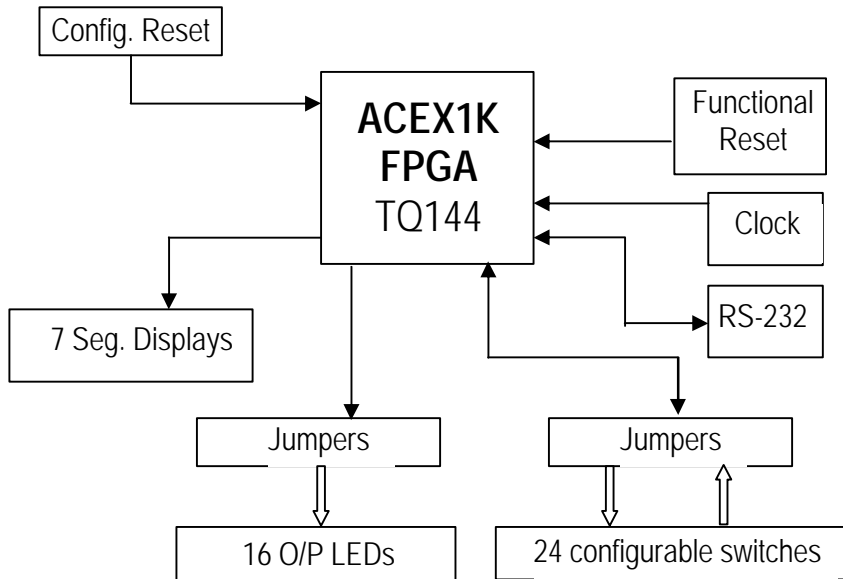 Config. Reset
ACEX1K
FPGA
TQ144
Functional
Reset
Clock
RS-232
7 Seg. Displays
Jumpers
Jumpers
16 O/P LEDs
24 configurable switches